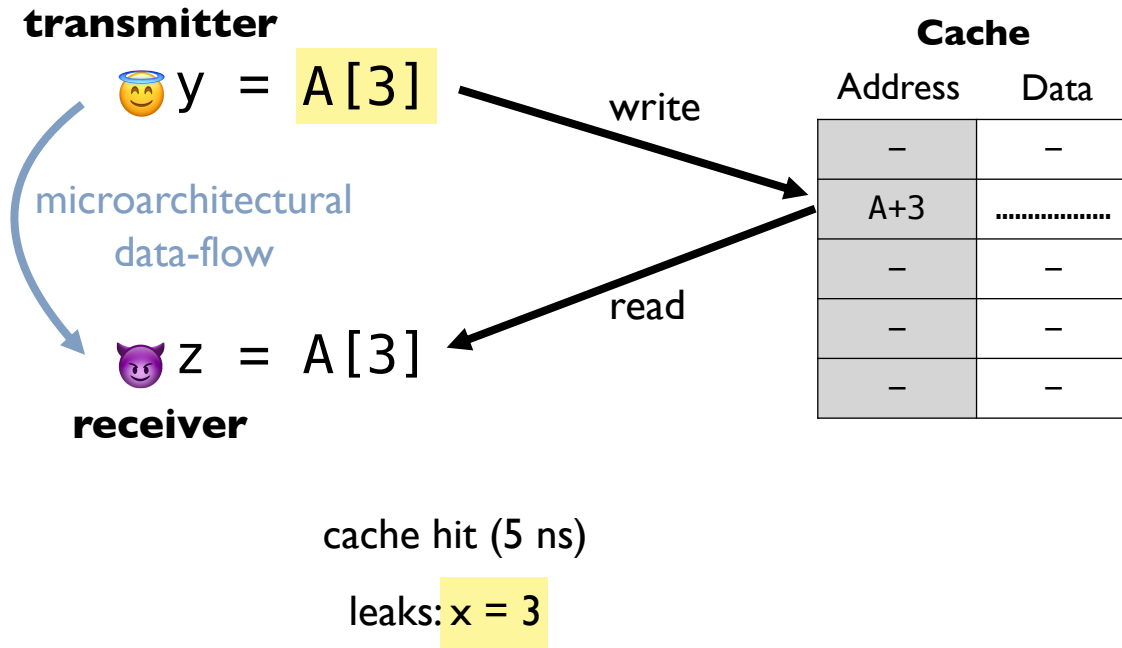 transmitter
y = A[3]
microarchitectural
data-flow
z = A[3]
receiver
write
read
Cache
Address Data
– –
A+3 ..................
– –
– –
– –
cache hit (5 ns)
leaks: x = 3